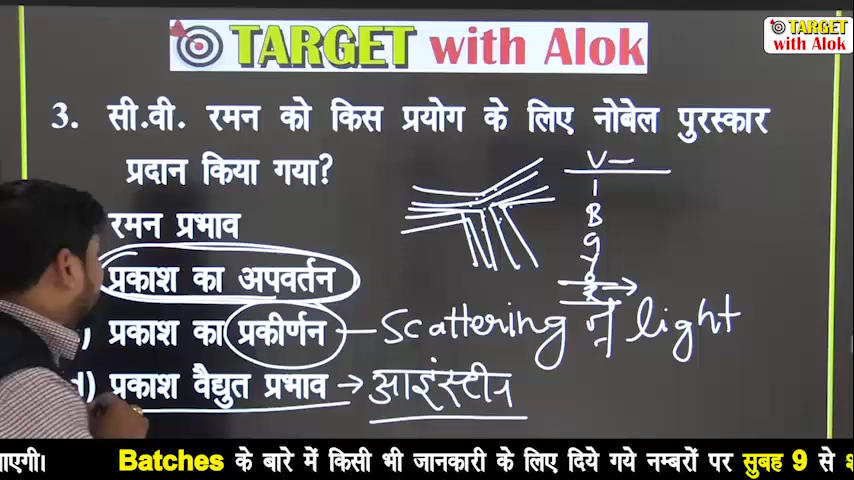 TARGET with Alok
TARGET
with Alok
3. सी.वी. रमन को किस प्रयोग के लिए नोबेल पुरस्कार
प्रदान किया गया?
रमन प्रभाव
प्रकाश का अपवर्तन
) प्रकाश का प्रकीर्णन – Scattering of light
d) प्रकाश वैद्युत प्रभाव → आइंस्टीन
V –
I
B
G
Y
O
R →
ाएगी। Batches के बारे में किसी भी जानकारी के लिए दिये गये नम्बरों पर सुबह 9 से